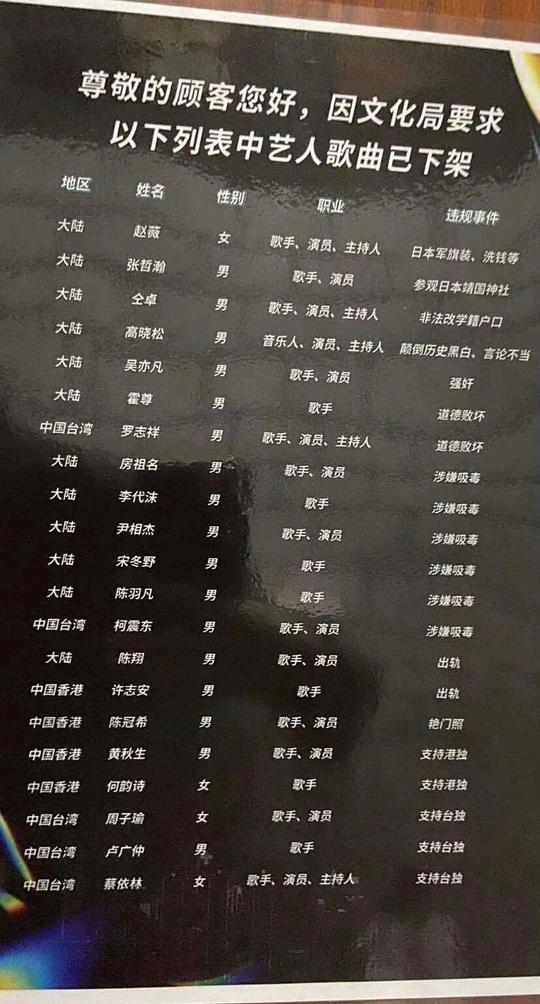 尊敬的顾客您好，因文化局要求
以下列表中艺人歌曲已下架
地区 姓名 性别 职业 违规事件
大陆 赵薇 女 歌手、演员、主持人 日本军旗装、洗钱等
大陆 张哲瀚 男 歌手、演员 参观日本靖国神社
大陆 仝卓 男 歌手、演员、主持人 非法改学籍户口
大陆 高晓松 男 音乐人、演员、主持人 颠倒历史黑白、言论不当
大陆 吴亦凡 男 歌手、演员 强奸
大陆 霍尊 男 歌手 道德败坏
中国台湾 罗志祥 男 歌手、演员、主持人 道德败坏
大陆 房祖名 男 歌手、演员 涉嫌吸毒
大陆 李代沫 男 歌手 涉嫌吸毒
大陆 尹相杰 男 歌手、演员 涉嫌吸毒
大陆 宋冬野 男 歌手 涉嫌吸毒
大陆 陈羽凡 男 歌手 涉嫌吸毒
中国台湾 柯震东 男 歌手、演员 涉嫌吸毒
大陆 陈翔 男 歌手、演员 出轨
中国香港 许志安 男 歌手 出轨
中国香港 陈冠希 男 歌手、演员 艳门照
中国香港 黄秋生 男 歌手、演员 支持港独
中国香港 何韵诗 女 歌手 支持港独
中国台湾 周子瑜 女 歌手、演员 支持台独
中国台湾 卢广仲 男 歌手 支持台独
中国台湾 蔡依林 女 歌手、演员、主持人 支持台独